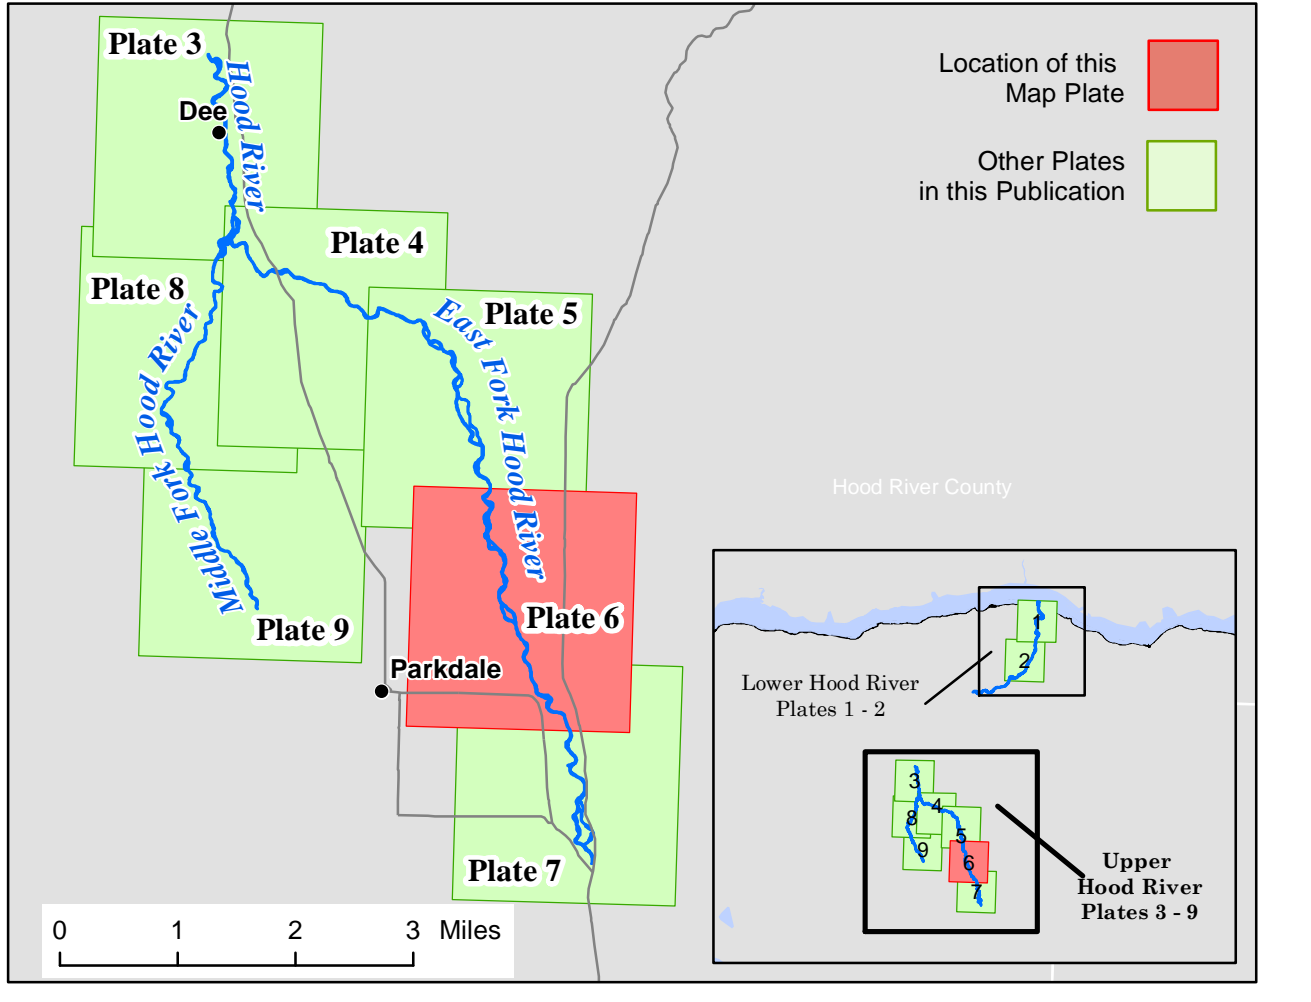 Plate 3
Hood River
Dee
Location of this
Map Plate
Other Plates
in this Publication
Plate 4
Plate 8
Plate 5
East Fork Hood River
Middle Fork Hood River
Hood River County
Plate 6
Plate 9
Parkdale
Plate 7
0 1 2 3 Miles
1
2
Lower Hood River
Plates 1 - 2
3
4
8
5
9
6
7
Upper
Hood River
Plates 3 - 9